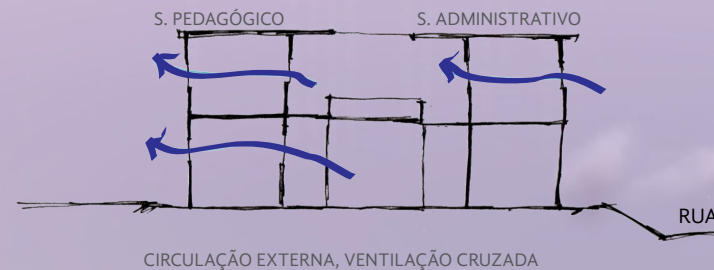 S. PEDAGÓGICO
S. ADMINISTRATIVO
RUA
CIRCULAÇÃO EXTERNA, VENTILAÇÃO CRUZADA